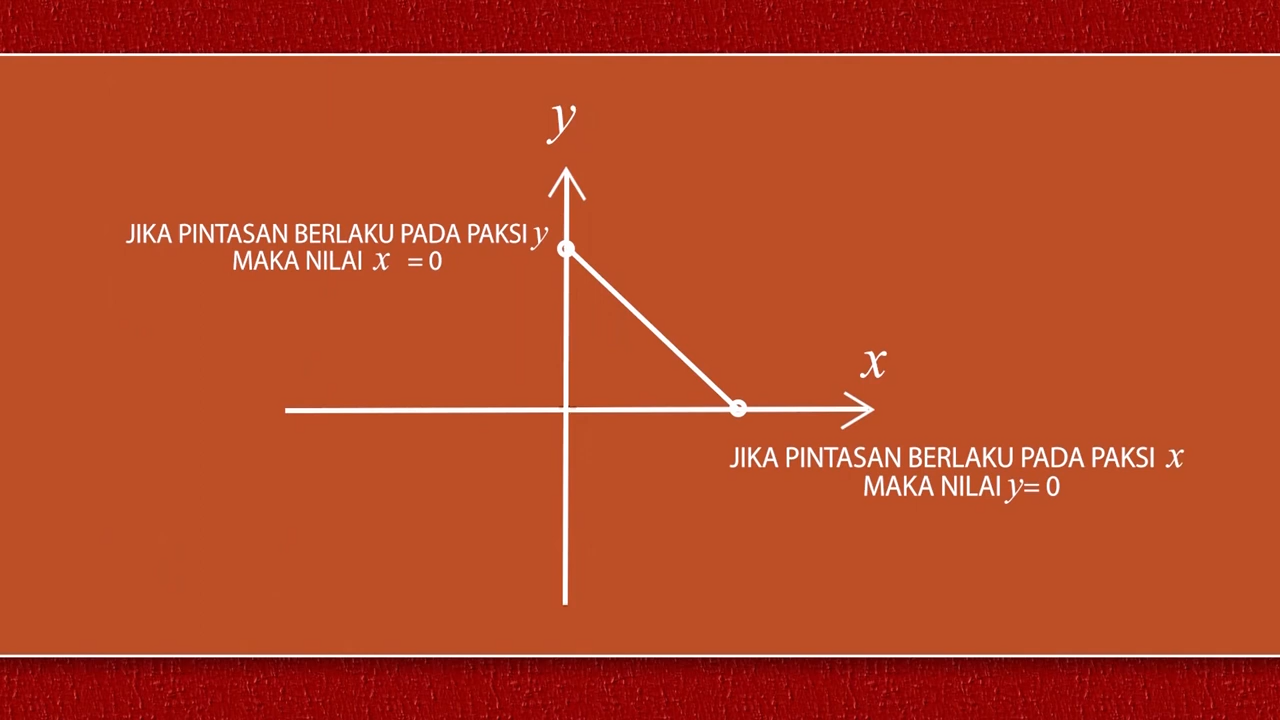 y
JIKA PINTASAN BERLAKU PADA PAKSI y
MAKA NILAI x = 0
x
JIKA PINTASAN BERLAKU PADA PAKSI x
MAKA NILAI y= 0